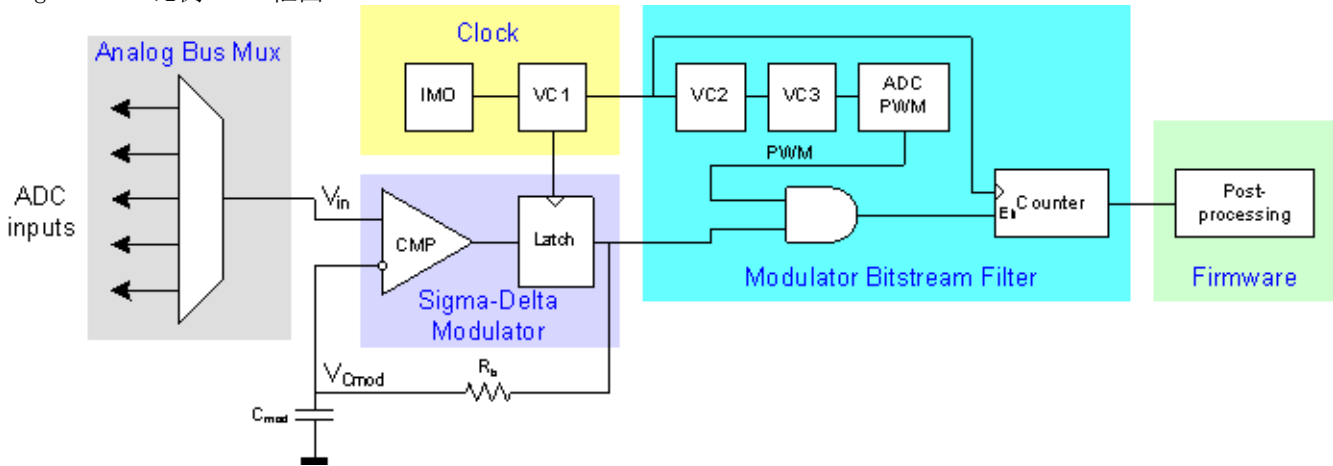 Clock
Analog Bus Mux
IMO
VC1
VC2
VC3
ADC
PWM
PWM
ADC
inputs
Vin
CMP
Latch
En
Counter
Post-
processing
Sigma-Delta
Modulator
Modulator Bitstream Filter
Firmware
VCmod
Rb
Cmod